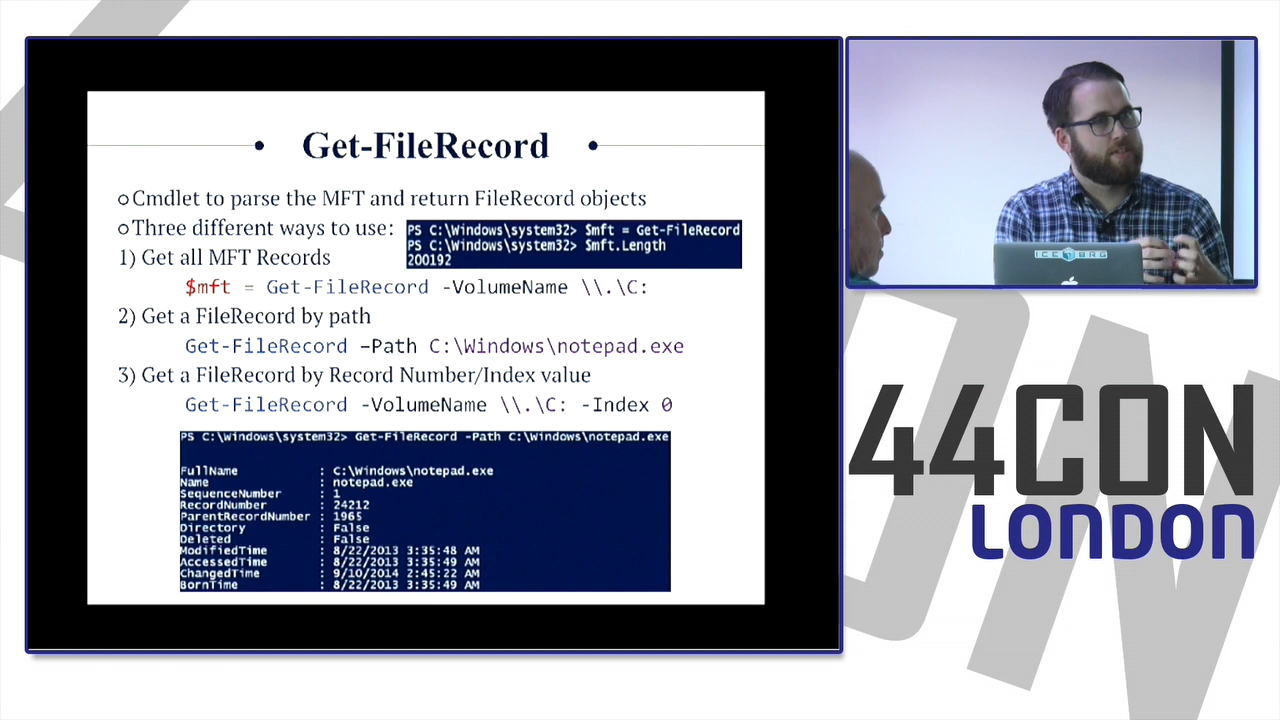 Get-FileRecord
Cmdlet to parse the MFT and return FileRecord objects
Three different ways to use:
PS C:\Windows\system32> $mft = Get-FileRecord
PS C:\Windows\system32> $mft.Length
200192
1) Get all MFT Records
$mft = Get-FileRecord -VolumeName \\.\C:
2) Get a FileRecord by path
Get-FileRecord –Path C:\Windows\notepad.exe
3) Get a FileRecord by Record Number/Index value
Get-FileRecord -VolumeName \\.\C: -Index 0
PS C:\Windows\system32> Get-FileRecord -Path C:\Windows\notepad.exe
FullName : C:\Windows\notepad.exe
Name : notepad.exe
SequenceNumber : 1
RecordNumber : 24212
ParentRecordNumber : 1965
Directory : False
Deleted : False
ModifiedTime : 8/22/2013 3:35:48 AM
AccessedTime : 8/22/2013 3:35:49 AM
ChangedTime : 9/10/2014 2:45:22 AM
BornTime : 8/22/2013 3:35:49 AM
ICEBRG
44CON
LONDON